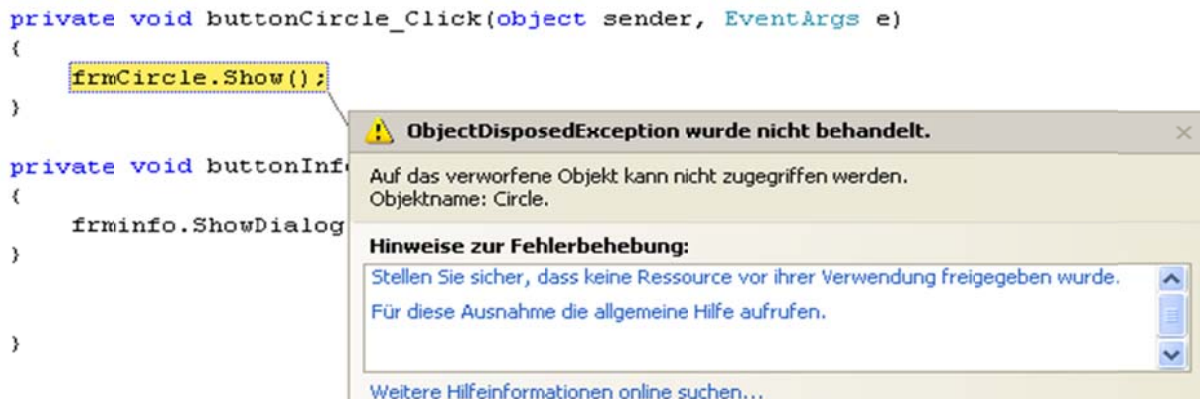 private void buttonCircle_Click(object sender, EventArgs e)
{
frmCircle.Show();
}
ObjectDisposedException wurde nicht behandelt.
private void buttonInf
Auf das verworfene Objekt kann nicht zugegriffen werden.
{
Objektname: Circle.
frminfo.ShowDialog
}
Hinweise zur Fehlerbehebung:
Stellen Sie sicher, dass keine Ressource vor ihrer Verwendung freigegeben wurde.
Für diese Ausnahme die allgemeine Hilfe aufrufen.
}
Weitere Hilfeinformationen online suchen...